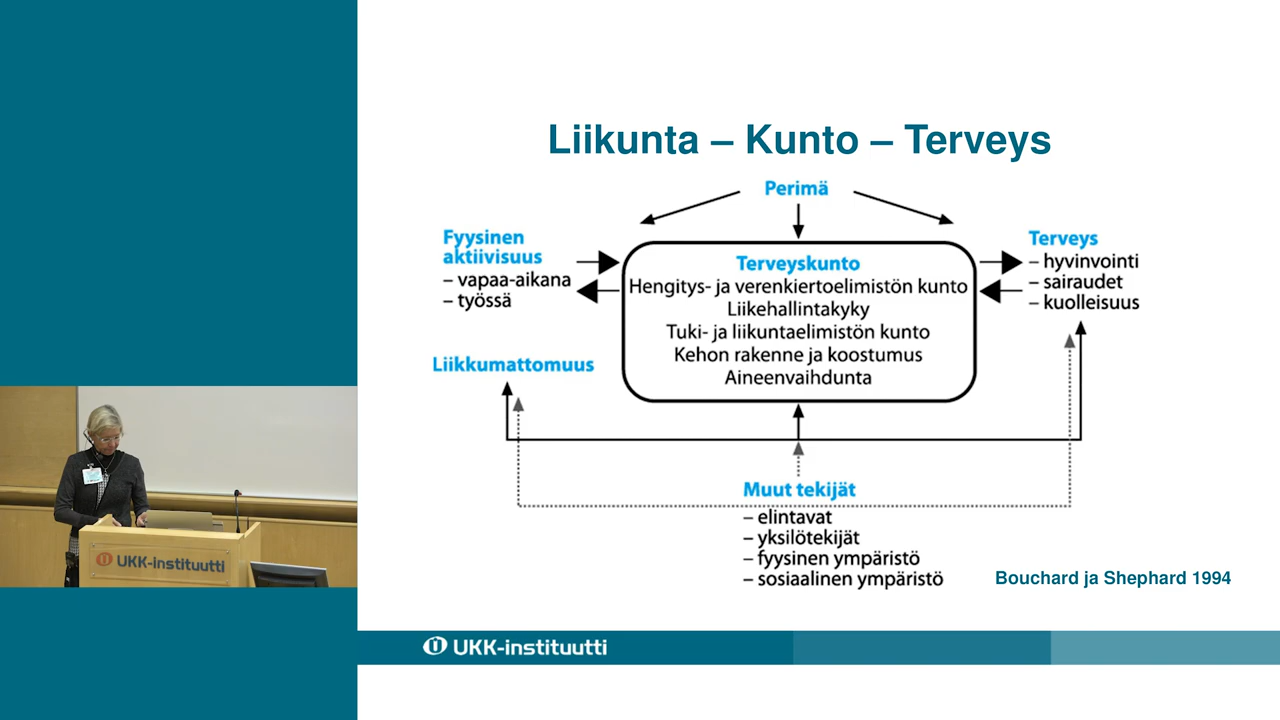 Liikunta – Kunto – Terveys
Perimä
Fyysinen
aktiivisuus
– vapaa-aikana
– työssä
Liikkumattomuus
Terveyskunto
Hengitys- ja verenkiertoelimistön kunto
Liikehallintakyky
Tuki- ja liikuntaelimistön kunto
Kehon rakenne ja koostumus
Aineenvaihdunta
Terveys
– hyvinvointi
– sairaudet
– kuolleisuus
Muut tekijät
– elintavat
– yksilötekijät
– fyysinen ympäristö
– sosiaalinen ympäristö
Bouchard ja Shephard 1994
UKK-instituutti
UKK-instituutti